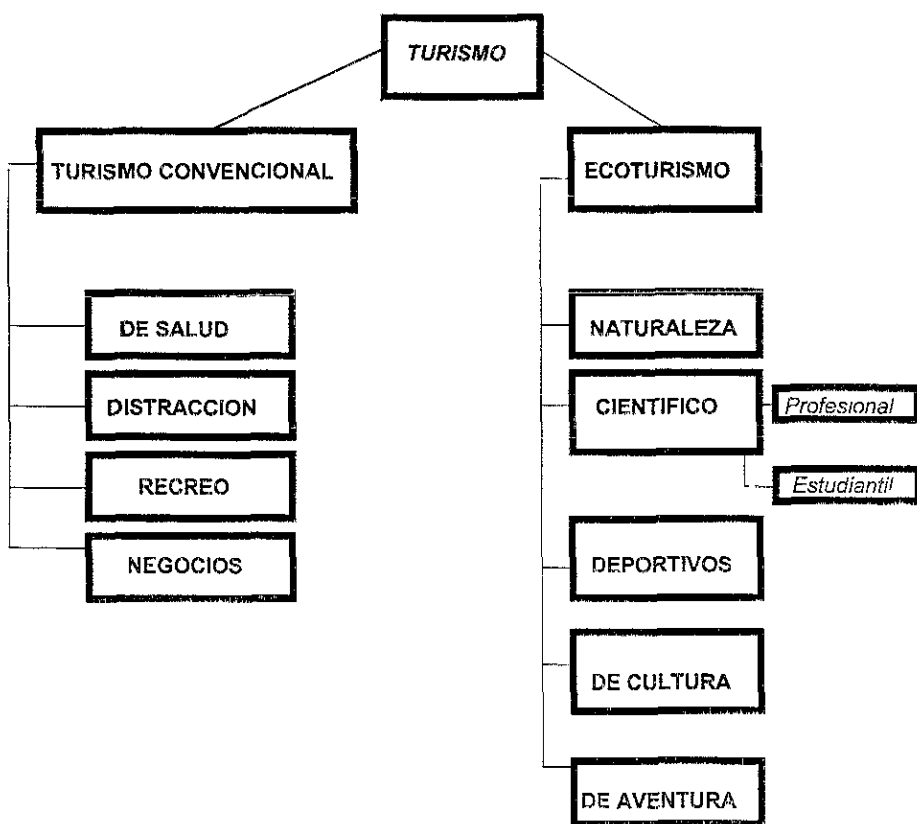 TURISMO
TURISMO CONVENCIONAL
DE SALUD
DISTRACCION
RECREO
NEGOCIOS
ECOTURISMO
NATURALEZA
CIENTIFICO
Profesional
Estudiantil
DEPORTIVOS
DE CULTURA
DE AVENTURA